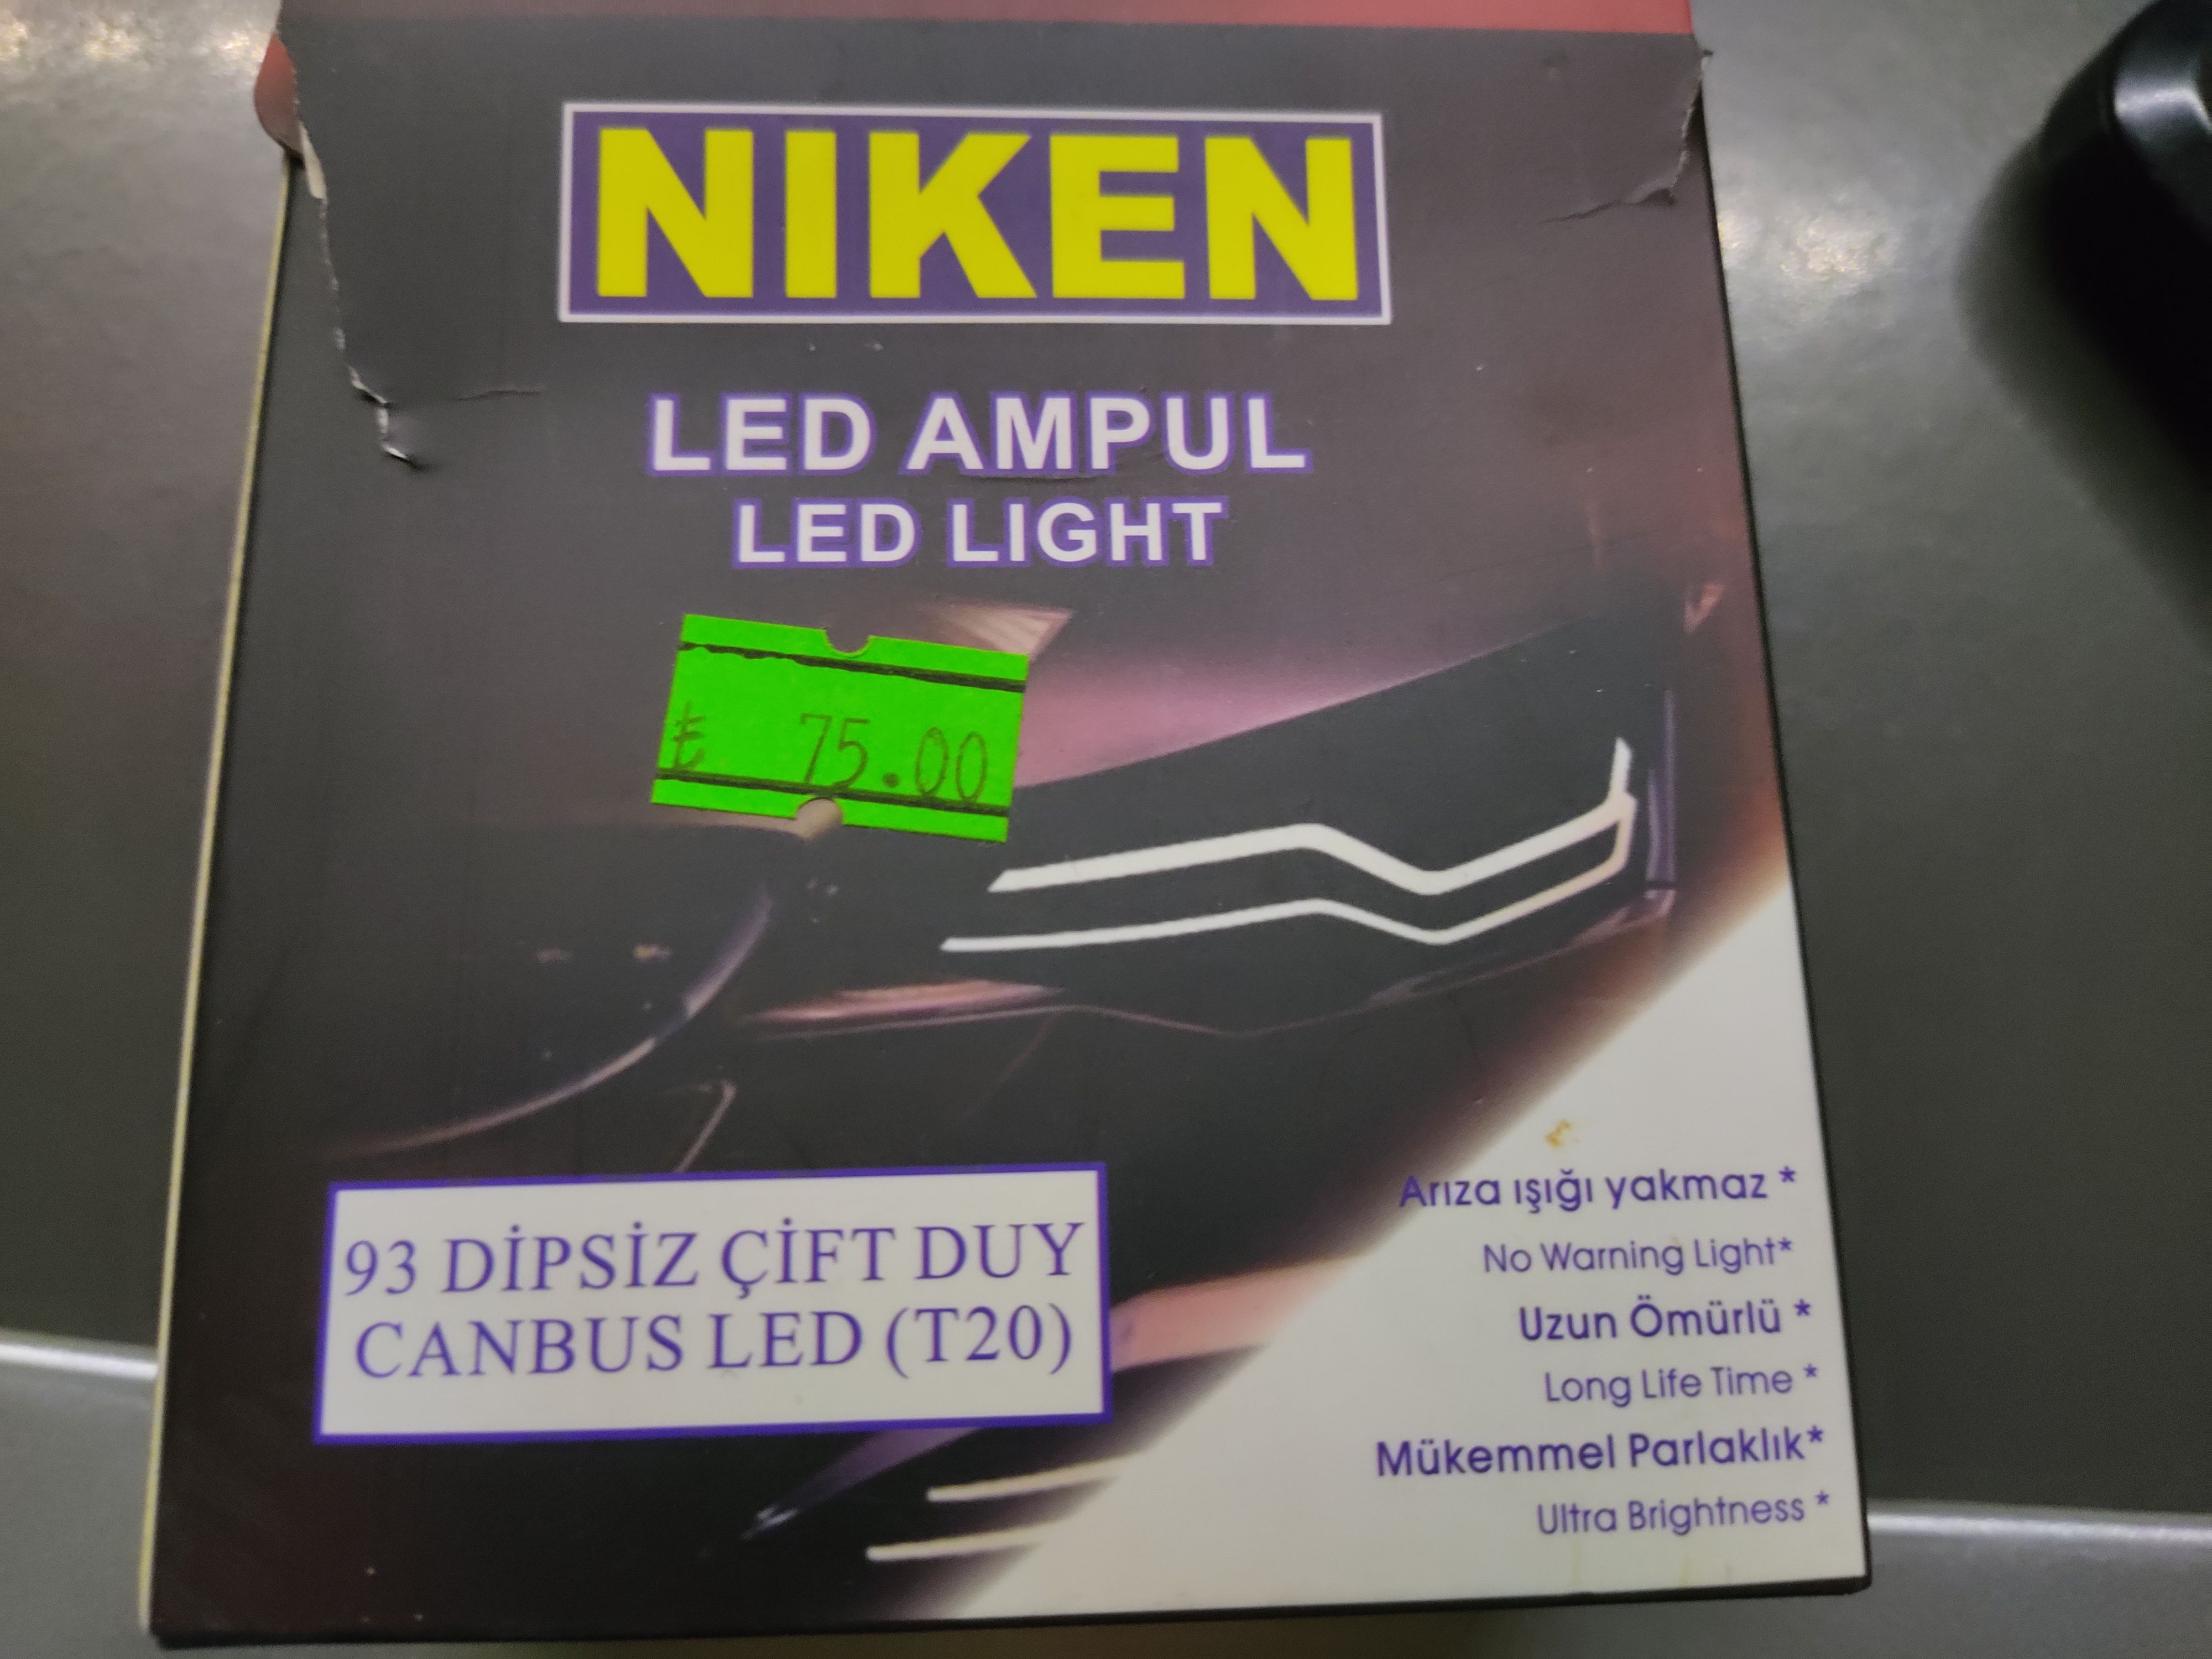 NIKEN
LED AMPUL
LED LIGHT
₺ 75.00
93 DİPSİZ ÇİFT DUY
CANBUS LED (T20)
Arıza ışığı yakmaz *
No Warning Light*
Uzun Ömürlü *
Long Life Time *
Mükemmel Parlaklık*
Ultra Brightness *